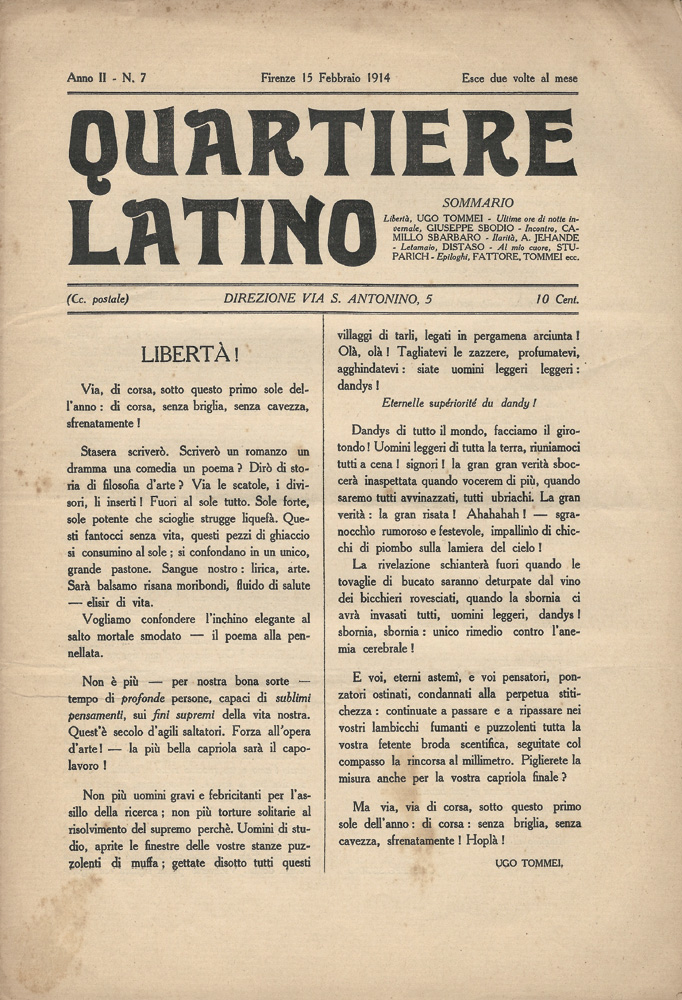 Anno II - N. 7 Firenze 15 Febbraio 1914 Esce due volte al mese
QUARTIERE
LATINO
SOMMARIO
Libertà, UGO TOMMEI - Ultime ore di notte in-
vernale, GIUSEPPE SBODIO - Incontro, CA-
MILLO SBARBARO - Ilarità, A. JEHANDE
- Letamaio, DISTASO - Al mio cuore, STU-
PARICH - Epiloghi, FATTORE, TOMMEI ecc.
(Cc. postale) DIREZIONE VIA S. ANTONINO, 5 10 Cent.
LIBERTÀ!
Via, di corsa, sotto questo primo sole del-
l'anno : di corsa, senza briglia, senza cavezza,
sfrenatamente !
Stasera scriverò. Scriverò un romanzo un
dramma una comedia un poema ? Dirò di sto-
ria di filosofia d'arte ? Via le scatole, i divi-
sori, li inserti ! Fuori al sole tutto. Sole forte,
sole potente che scioglie strugge liquefà. Que-
sti fantocci senza vita, questi pezzi di ghiaccio
si consumino al sole ; si confondano in un unico,
grande pastone. Sangue nostro : lirica, arte.
Sarà balsamo risana moribondi, fluido di salute
— elisir di vita.
Vogliamo confondere l'inchino elegante al
salto mortale smodato — il poema alla pen-
nellata.
Non è più — per nostra bona sorte —
tempo di profonde persone, capaci di sublimi
pensamenti, sui fini supremi della vita nostra.
Quest'è secolo d'agili saltatori. Forza all'opera
d'arte ! — la più bella capriola sarà il capo-
lavoro !
Non più uomini gravi e febricitanti per l'as-
sillo della ricerca ; non più torture solitarie al
risolvimento del supremo perchè. Uomini di stu-
dio, aprite le finestre delle vostre stanze puz-
zolenti di muffa ; gettate disotto tutti questi
villaggi di tarli, legati in pergamena arciunta !
Olà, olà ! Tagliatevi le zazzere, profumatevi,
agghindatevi : siate uomini leggeri leggeri :
dandys !
Eternelle supériorité du dandy !
Dandys di tutto il mondo, facciamo il giro-
tondo ! Uomini leggeri di tutta la terra, riuniamoci
tutti a cena ! signori ! la gran gran verità sboc-
cerà inaspettata quando vocerem di più, quando
saremo tutti avvinazzati, tutti ubriachi. La gran
verità : la gran risata ! Ahahahah ! — sgra-
nocchìo rumoroso e festevole, impallinìo di chic-
chi di piombo sulla lamiera del cielo !
La rivelazione schianterà fuori quando le
tovaglie di bucato saranno deturpate dal vino
dei bicchieri rovesciati, quando la sbornia ci
avrà invasati tutti, uomini leggeri, dandys !
sbornia, sbornia : unico rimedio contro l'ane-
mia cerebrale !
E voi, eterni astemî, e voi pensatori, pon-
zatori ostinati, condannati alla perpetua stiti-
chezza : continuate a passare e a ripassare nei
vostri lambicchi fumanti e puzzolenti tutta la
vostra fetente broda scentifica, seguitate col
compasso la rincorsa al millimetro. Piglierete la
misura anche per la vostra capriola finale ?
Ma via, via di corsa, sotto questo primo
sole dell'anno : di corsa : senza briglia, senza
cavezza, sfrenatamente ! Hoplà !
UGO TOMMEI,